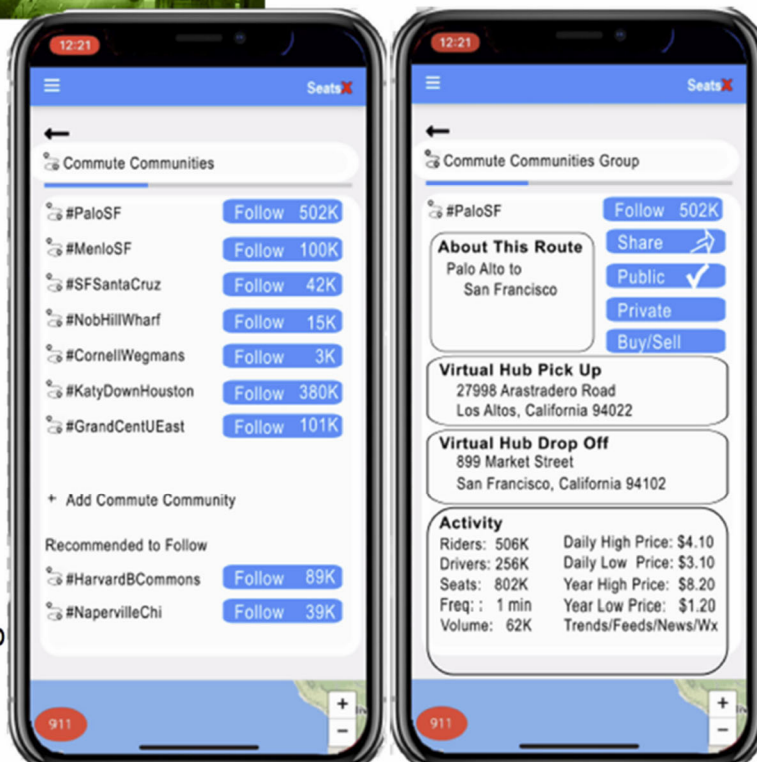 12:21
SeatsX
Commute Communities
#PaloSF Follow 502K
#MenloSF Follow 100K
#SFSantaCruz Follow 42K
#NobHillWharf Follow 15K
#CornellWegmans Follow 3K
#KatyDownHouston Follow 380K
#GrandCentUEast Follow 101K
+ Add Commute Community
Recommended to Follow
#HarvardBCommons Follow 89K
#NapervilleChi Follow 39K
911
+
−
12:21
SeatsX
Commute Communities Group
#PaloSF Follow 502K
Share
Public
Private
Buy/Sell
About This Route
Palo Alto to
San Francisco
Virtual Hub Pick Up
27998 Arastradero Road
Los Altos, California 94022
Virtual Hub Drop Off
899 Market Street
San Francisco, California 94102
Activity
Riders: 506K Daily High Price: $4.10
Drivers: 256K Daily Low Price: $3.10
Seats: 802K Year High Price: $8.20
Freq: : 1 min Year Low Price: $1.20
Volume: 62K Trends/Feeds/News/Wx
911
+
−